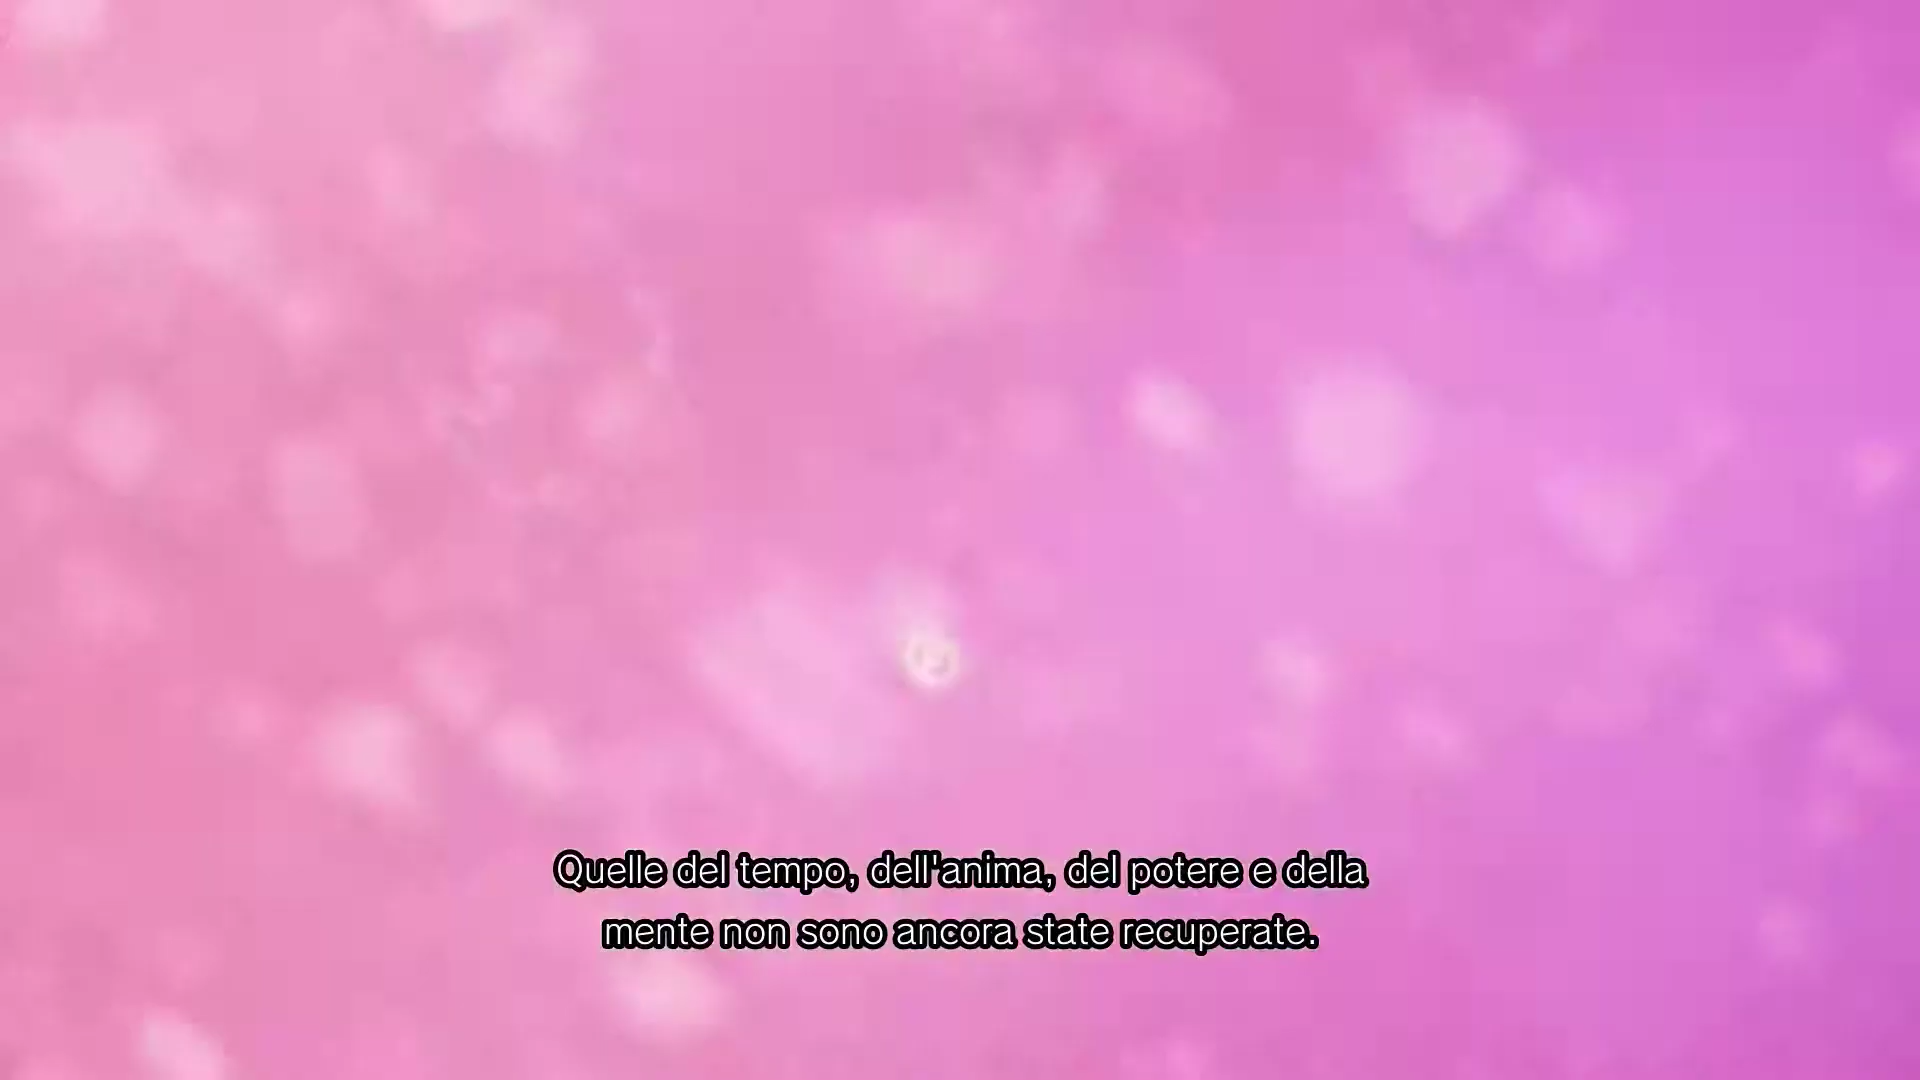 Quelle del tempo, dell'anima, del potere e della
mente non sono ancora state recuperate.